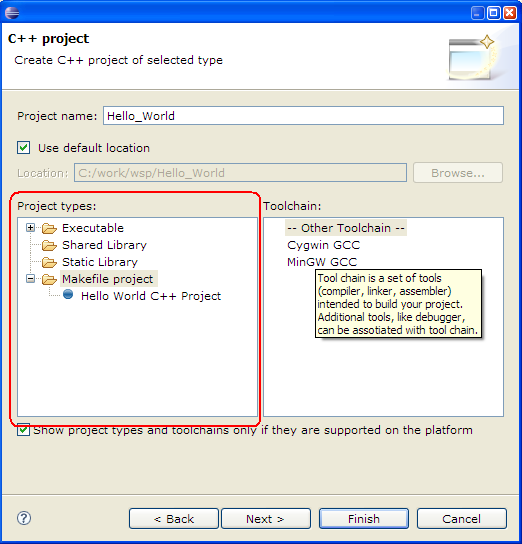 C++ project
Create C++ project of selected type
Project name: Hello_World
Use default location
Location: C:/work/wsp/Hello_World Browse...
Project types: Toolchain:
Executable -- Other Toolchain --
Shared Library Cygwin GCC
Static Library MinGW GCC
Makefile project
Hello World C++ Project
Tool chain is a set of tools
(compiler, linker, assembler)
intended to build your project.
Additional tools, like debugger,
can be assotiated with tool chain.
Show project types and toolchains only if they are supported on the platform
? < Back Next > Finish Cancel